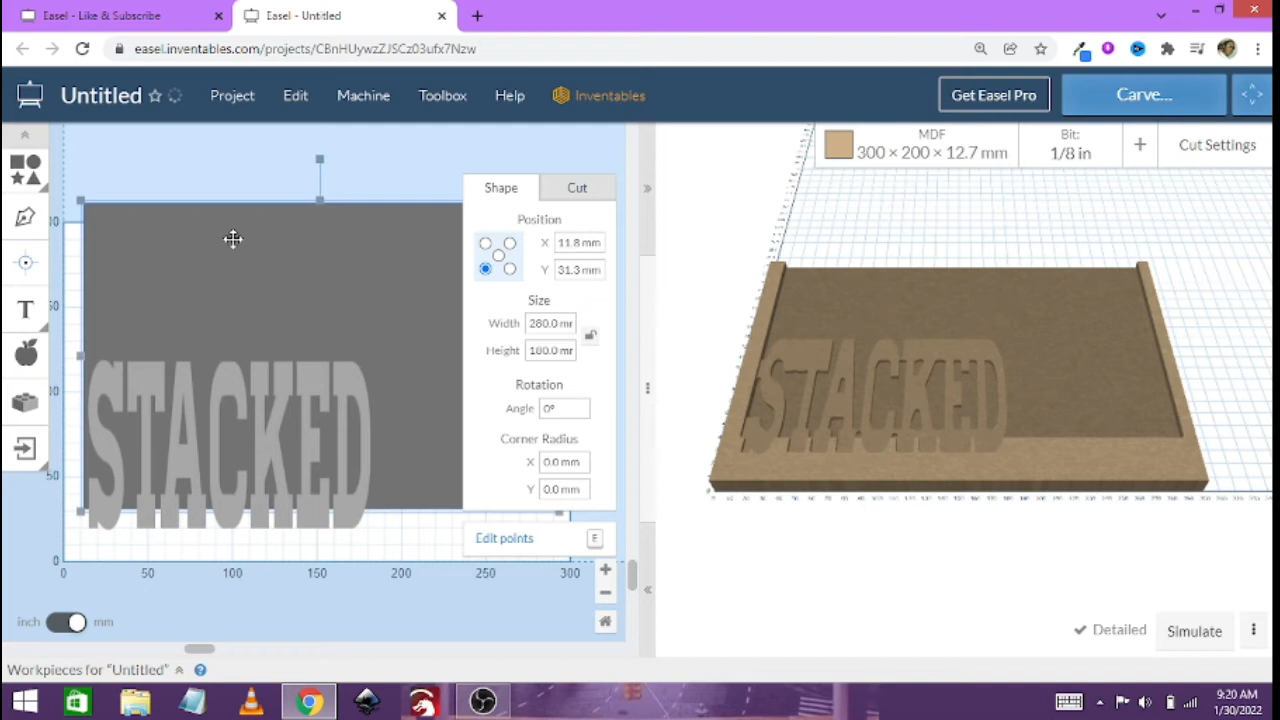 Easel - Like & Subscribe
Easel - Untitled
easel.inventables.com/projects/CBnHUywzZJSCz03ufx7Nzw
Untitled
Project
Edit
Machine
Toolbox
Help
Inventables
Get Easel Pro
Carve...
MDF
300 × 200 × 12.7 mm
Bit:
1/8 in
Cut Settings
Shape
Cut
Position
X 11.8 mm
Y 31.3 mm
Size
Width 280.0 mr
Height 180.0 mr
Rotation
Angle 0°
Corner Radius
X 0.0 mm
Y 0.0 mm
Edit points E
STACKED
STACKED
T
50
0
0 50 100 150 200 250 300
inch mm
Detailed
Simulate
Workpieces for "Untitled"
9:20 AM
1/30/2022